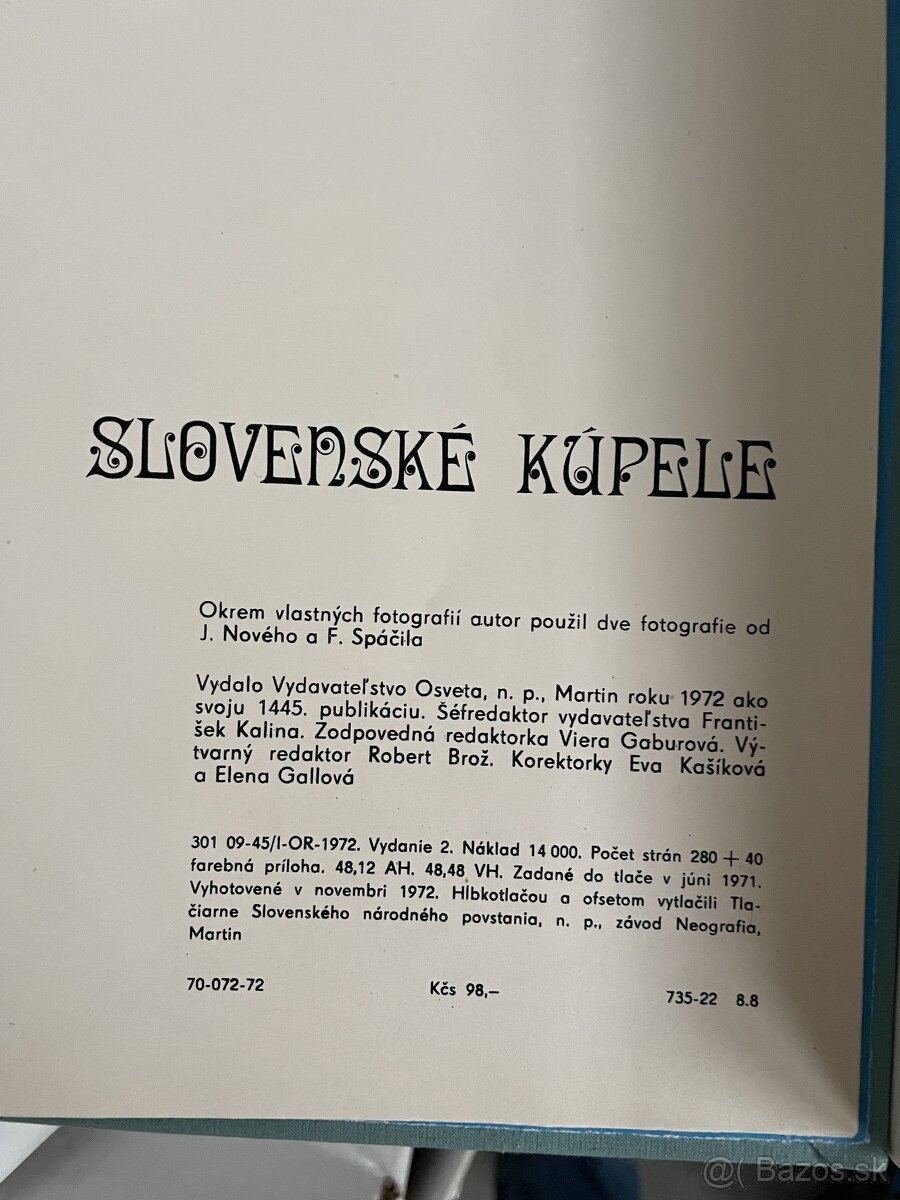 SLOVENSKÉ KÚPELE
Okrem vlastných fotografií autor použil dve fotografie od
J. Nového a F. Spáčila
Vydalo Vydavateľstvo Osveta, n. p., Martin roku 1972 ako
svoju 1445. publikáciu. Šéfredaktor vydavateľstva Franti-
šek Kalina. Zodpovedná redaktorka Viera Gaburová. Vý-
tvarný redaktor Robert Brož. Korektorky Eva Kašíková
a Elena Gallová
301 09-45/I-OR-1972. Vydanie 2. Náklad 14 000. Počet strán 280 + 40
farebná príloha. 48,12 AH. 48,48 VH. Zadané do tlače v júni 1971.
Vyhotovené v novembri 1972. Hĺbkotlačou a ofsetom vytlačili Tla-
čiarne Slovenského národného povstania, n. p., závod Neografia,
Martin
70-072-72 Kčs 98,— 735-22 8.8
@( Bazos.sk